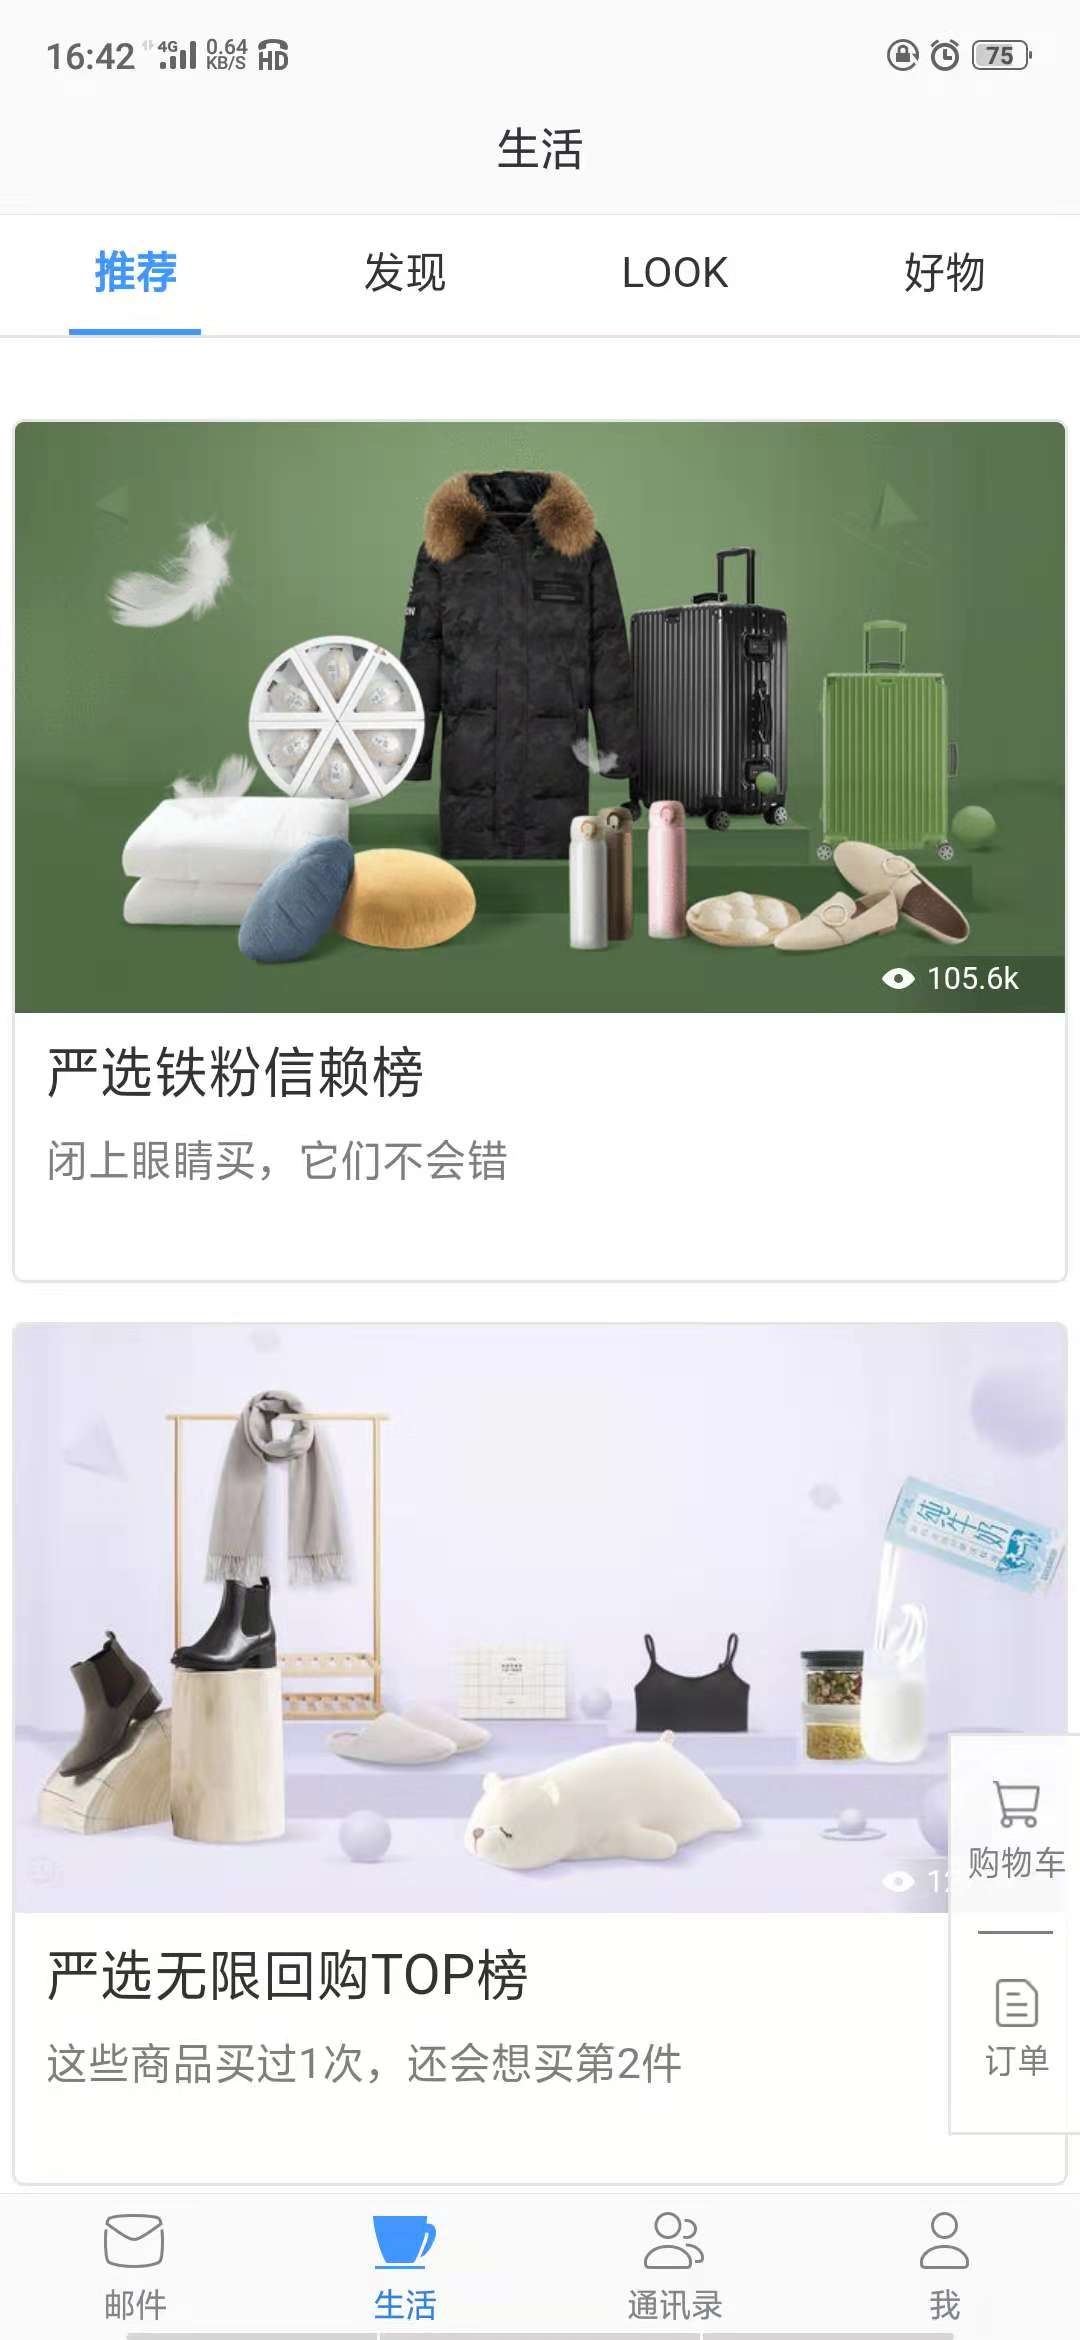 16:42 4G 0.64 KB/S HD 75
生活
推荐 发现 LOOK 好物
105.6k
严选铁粉信赖榜
闭上眼睛买，它们不会错
纯牛奶
购物车
严选无限回购TOP榜
这些商品买过1次，还会想买第2件
订单
邮件 生活 通讯录 我